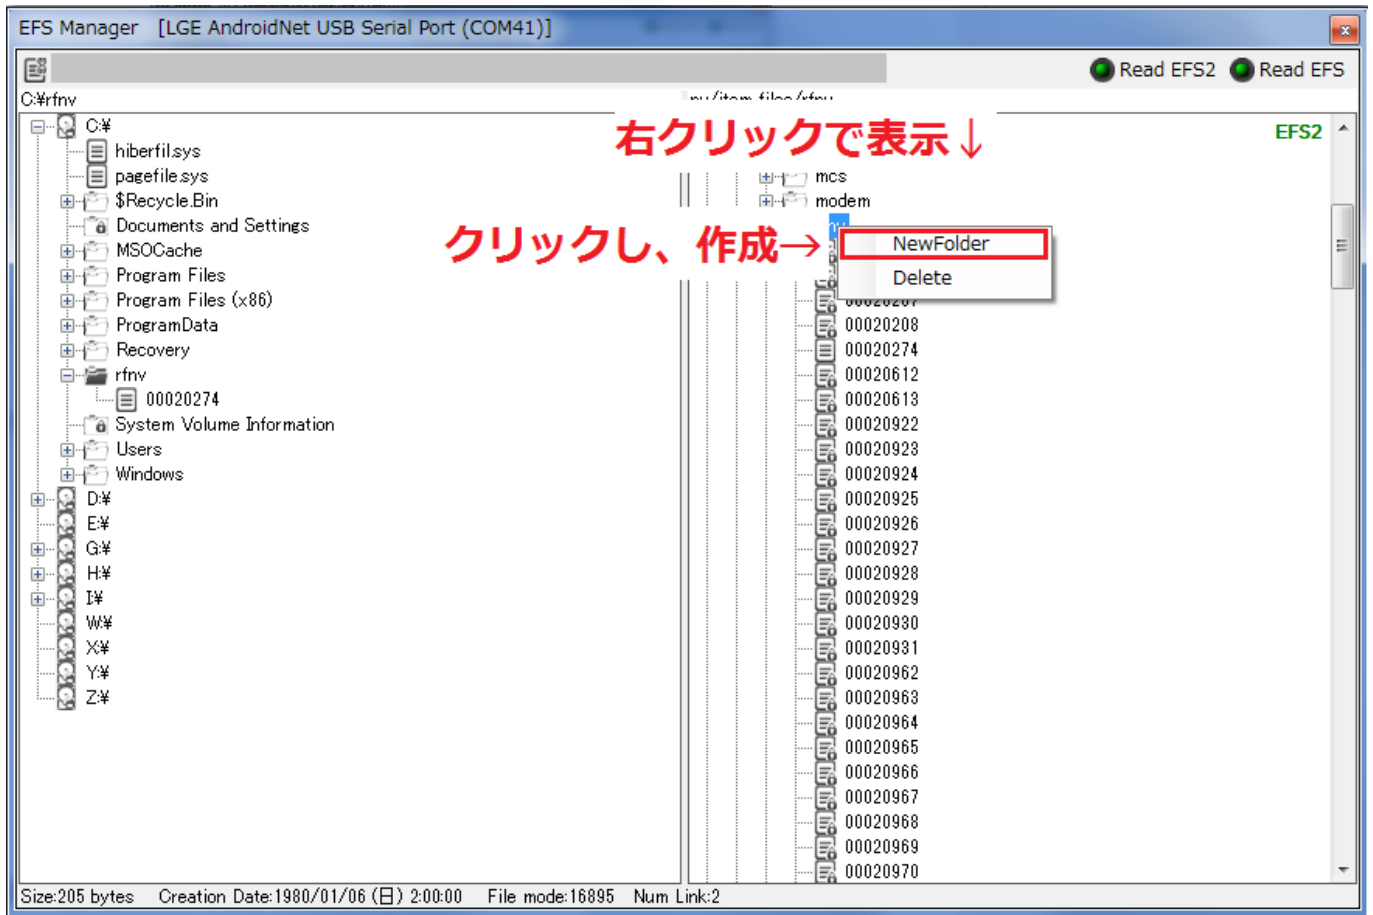 EFS Manager [LGE AndroidNet USB Serial Port (COM41)]
Read EFS2 Read EFS
C:¥rfnv
EFS2
右クリックで表示↓
クリックし、作成→
C:¥
hiberfil.sys
pagefile.sys
$Recycle.Bin
Documents and Settings
MSOCache
Program Files
Program Files (x86)
ProgramData
Recovery
rfnv
00020274
System Volume Information
Users
Windows
D:¥
E:¥
G:¥
H:¥
I:¥
W:¥
X:¥
Y:¥
Z:¥
mcs
modem
NewFolder
Delete
00020208
00020274
00020612
00020613
00020922
00020923
00020924
00020925
00020926
00020927
00020928
00020929
00020930
00020931
00020962
00020963
00020964
00020965
00020966
00020967
00020968
00020969
00020970
Size:205 bytes Creation Date:1980/01/06 (日) 2:00:00 File mode:16895 Num Link:2